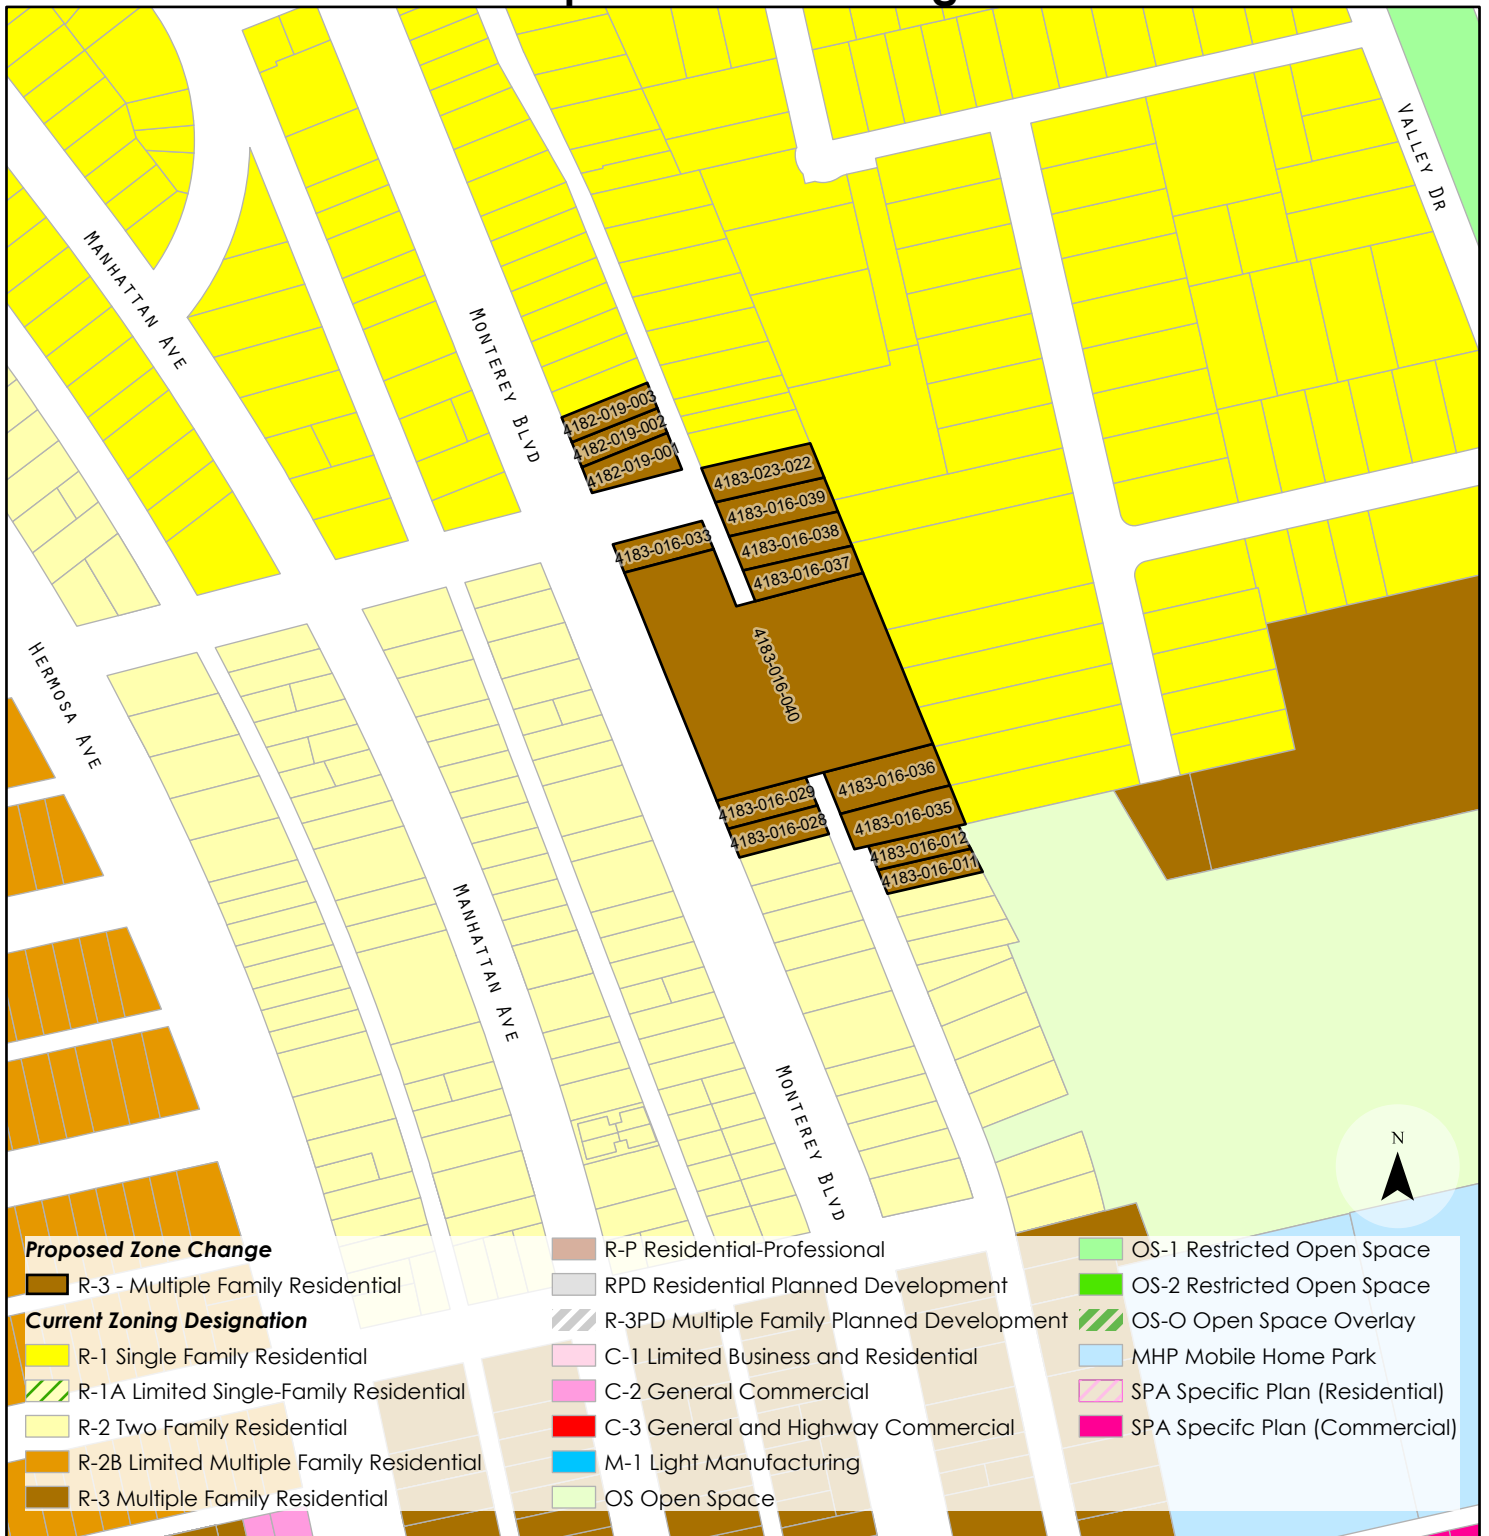 VALLEY DR
MANHATTAN AVE
MONTEREY BLVD
4182-019-003
4182-019-002
4182-019-001
4183-023-022
4183-016-039
4183-016-038
4183-016-037
4183-016-033
4183-016-040
HERMOSA AVE
4183-016-036
4183-016-029
4183-016-035
4183-016-028
4183-016-012
4183-016-011
MANHATTAN AVE
MONTEREY BLVD
N
Proposed Zone Change
R-3 - Multiple Family Residential
Current Zoning Designation
R-1 Single Family Residential
R-1A Limited Single-Family Residential
R-2 Two Family Residential
R-2B Limited Multiple Family Residential
R-3 Multiple Family Residential
R-P Residential-Professional
RPD Residential Planned Development
R-3PD Multiple Family Planned Development
C-1 Limited Business and Residential
C-2 General Commercial
C-3 General and Highway Commercial
M-1 Light Manufacturing
OS Open Space
OS-1 Restricted Open Space
OS-2 Restricted Open Space
OS-O Open Space Overlay
MHP Mobile Home Park
SPA Specific Plan (Residential)
SPA Specifc Plan (Commercial)